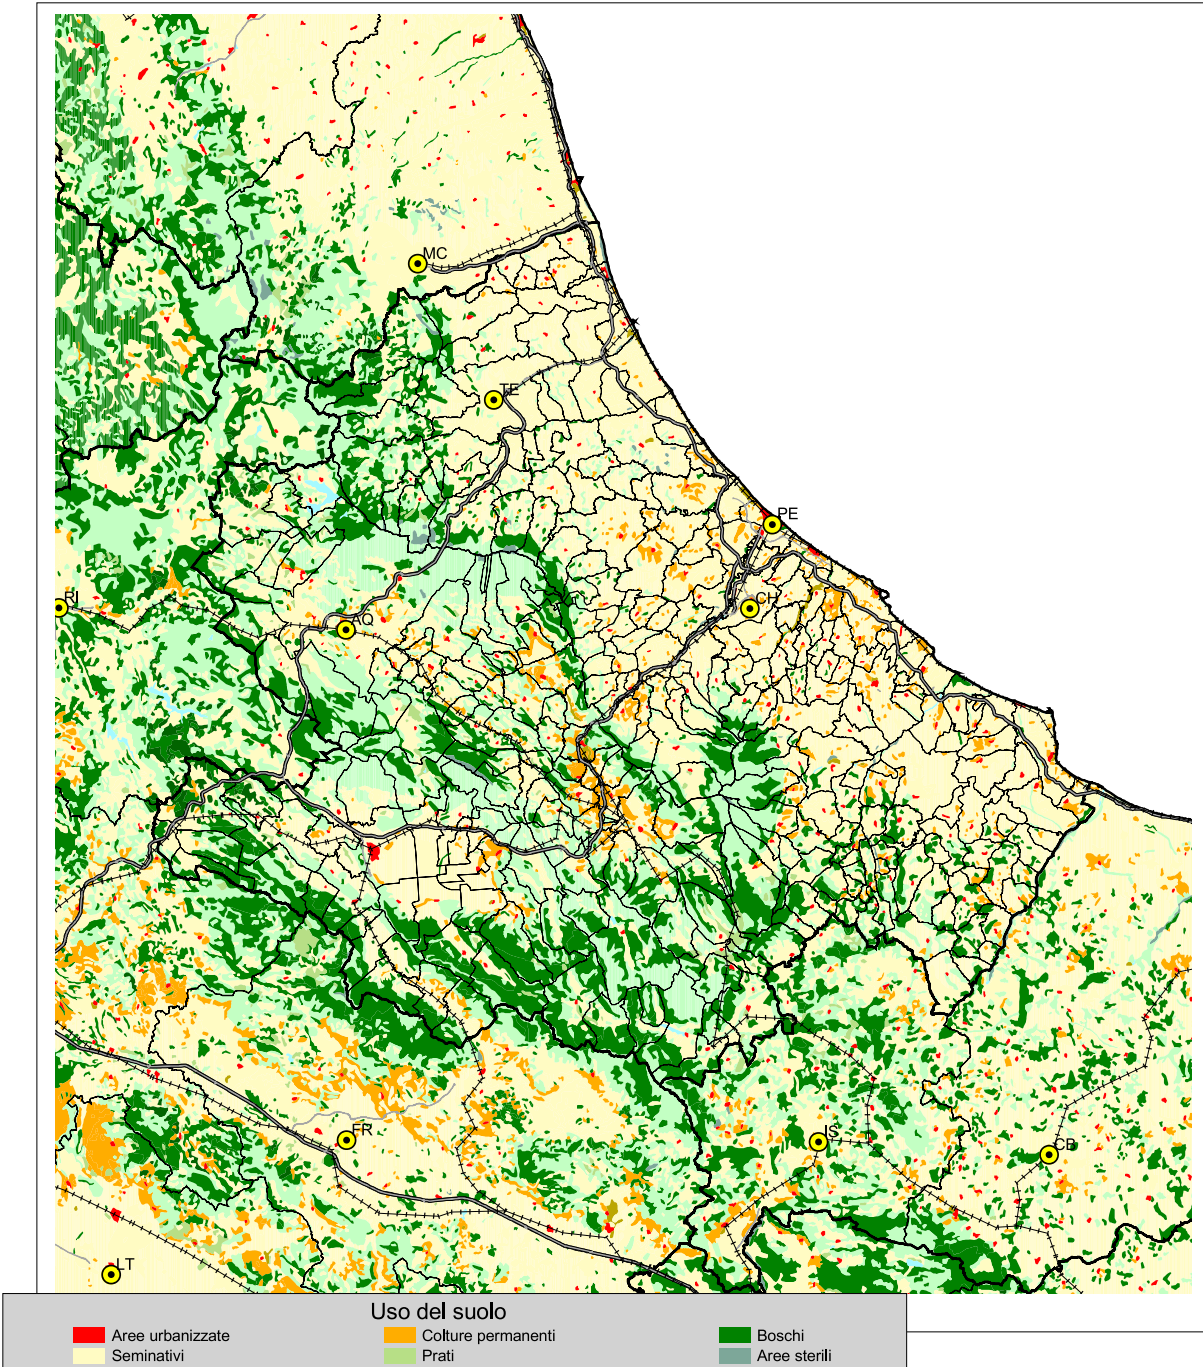 MC
TE
PE
RI
CH
AQ
FR
IS
CB
LT
Uso del suolo
Aree urbanizzate
Colture permanenti
Boschi
Seminativi
Prati
Aree sterili